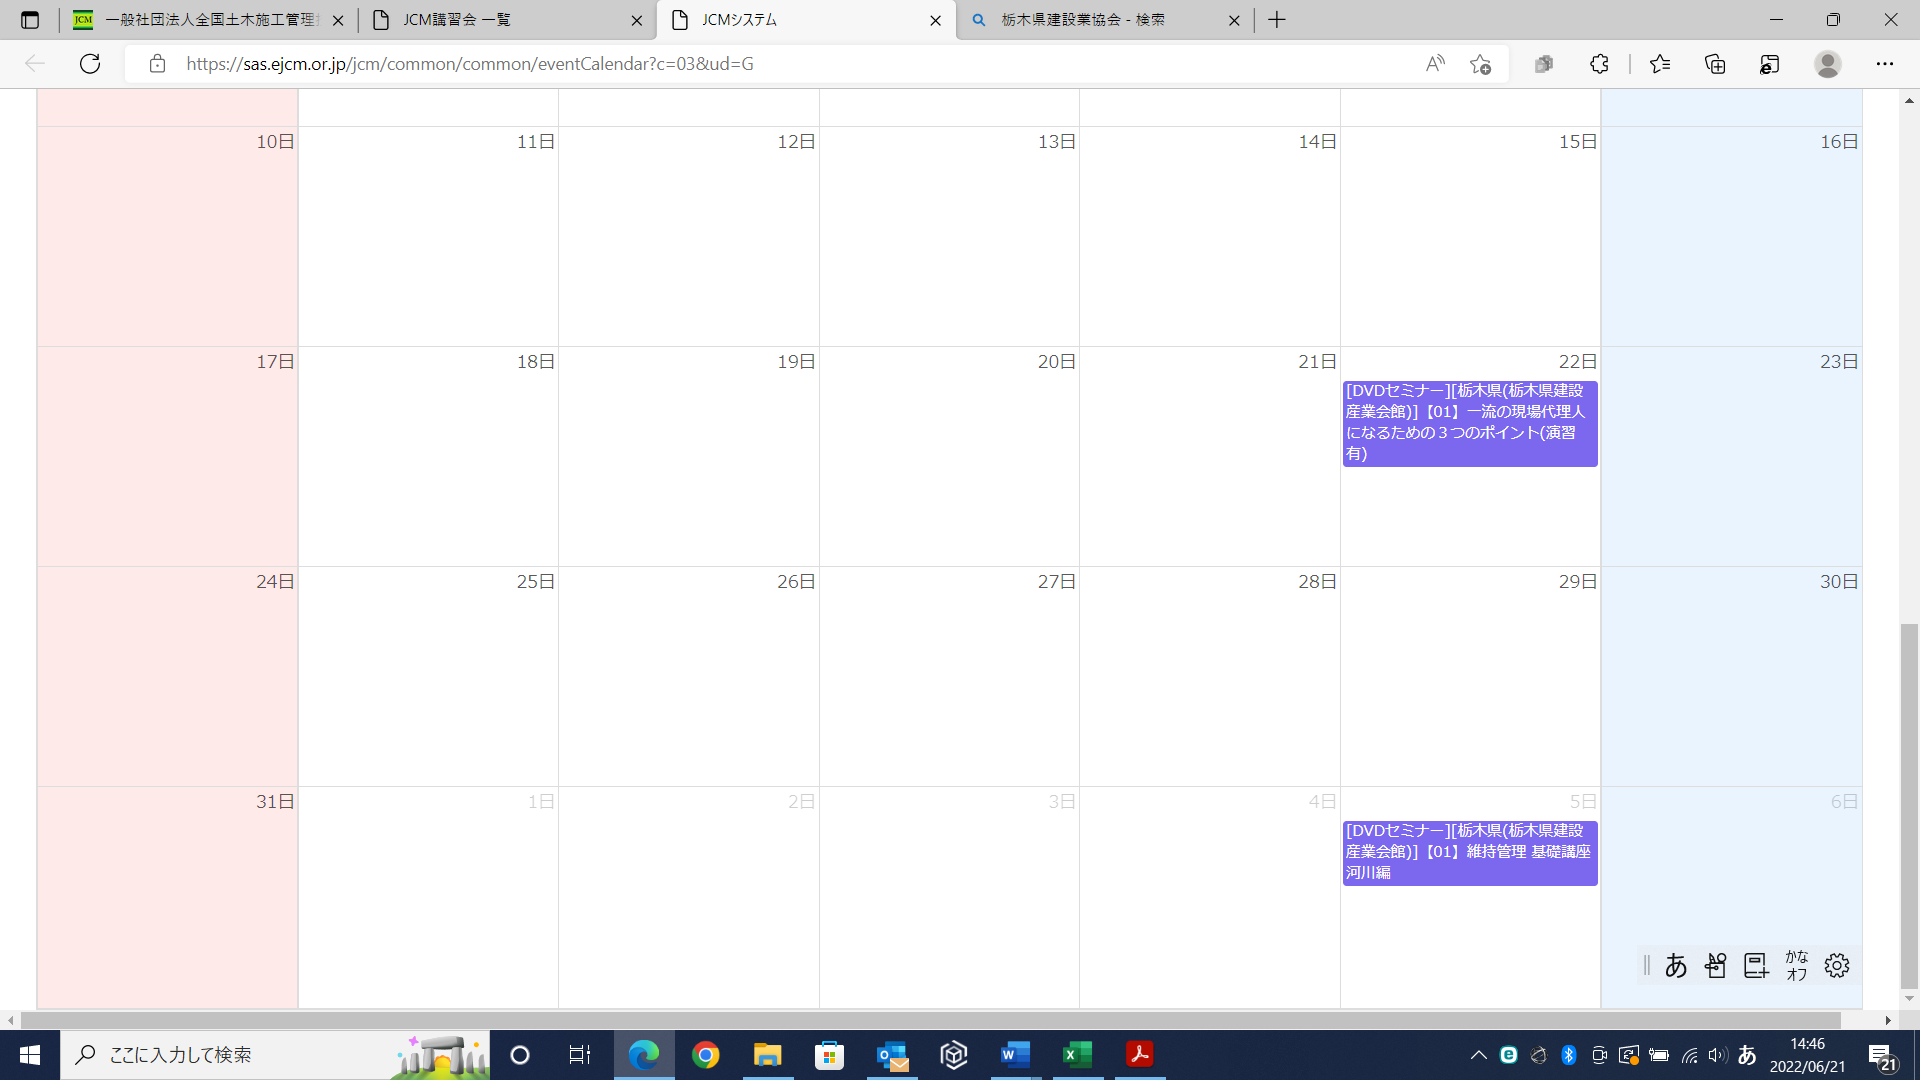 一般社団法人全国土木施工管理
JCM講習会 一覧
JCMシステム
栃木県建設業協会 - 検索
https://sas.ejcm.or.jp/jcm/common/common/eventCalendar?c=03&ud=G
10日
11日
12日
13日
14日
15日
16日
17日
18日
19日
20日
21日
22日
23日
[DVDセミナー][栃木県(栃木県建設
産業会館)]【01】一流の現場代理人
になるための３つのポイント(演習
有)
24日
25日
26日
27日
28日
29日
30日
31日
1日
2日
3日
4日
5日
6日
[DVDセミナー][栃木県(栃木県建設
産業会館)]【01】維持管理 基礎講座
河川編
あ
かな
オフ
ここに入力して検索
あ
14:46
2022/06/21
21